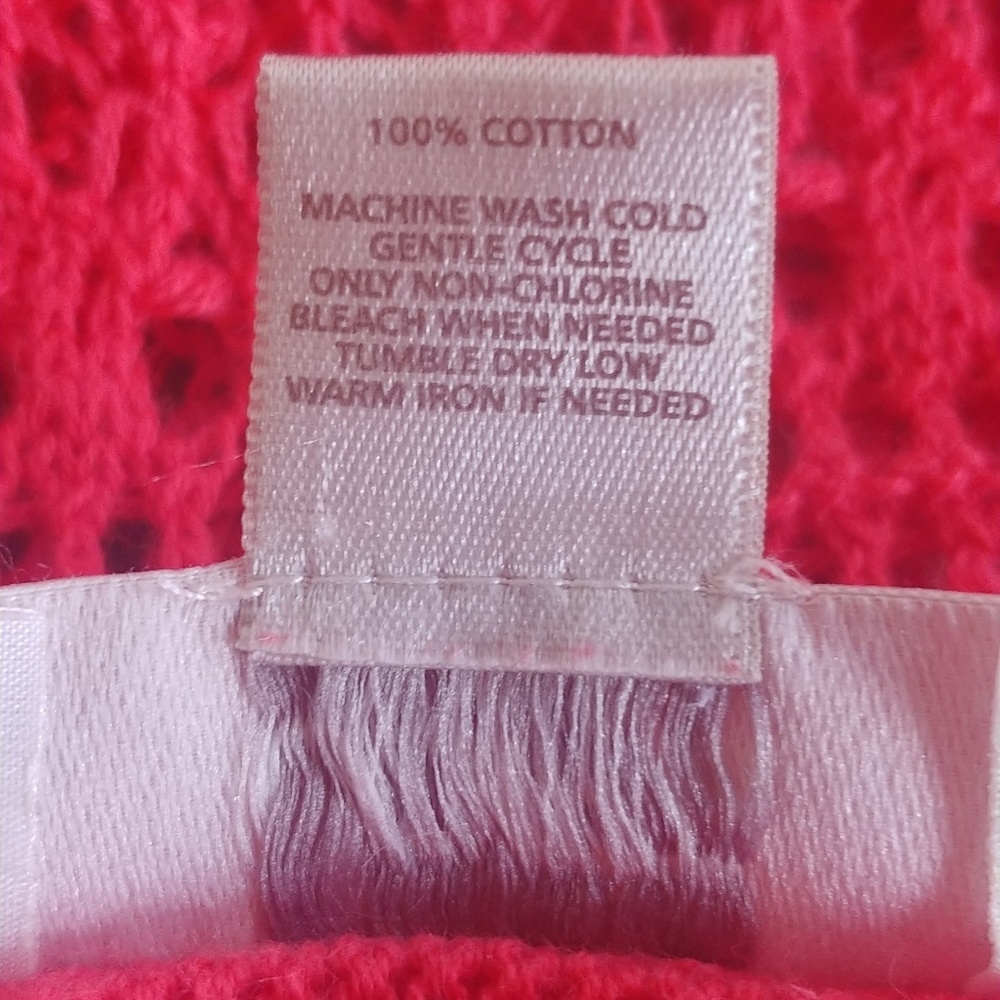 100% COTTON
MACHINE WASH COLD
GENTLE CYCLE
ONLY NON-CHLORINE
BLEACH WHEN NEEDED
TUMBLE DRY LOW
WARM IRON IF NEEDED